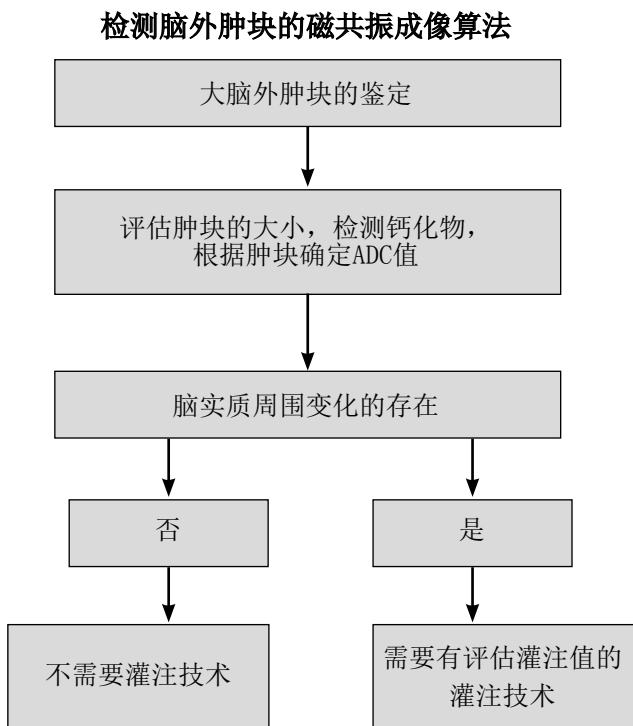 检测脑外肿块的磁共振成像算法
大脑外肿块的鉴定
评估肿块的大小，检测钙化物，
根据肿块确定ADC值
脑实质周围变化的存在
否
是
不需要灌注技术
需要有评估灌注值的
灌注技术